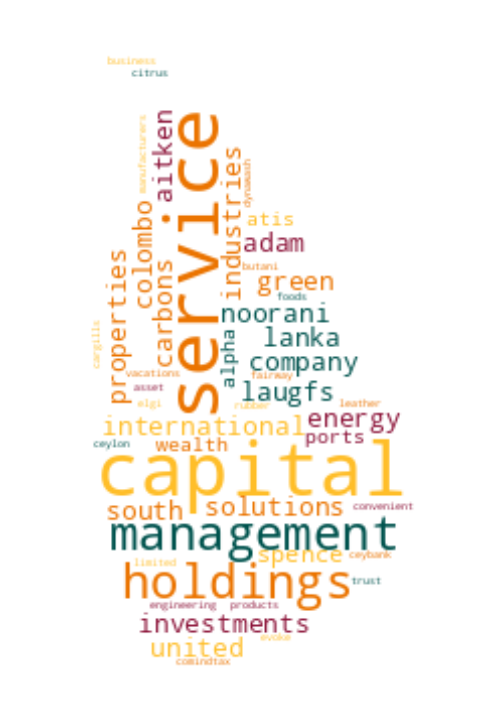 business
citrus
manufacturers
aitken
service
industries
dynawash
colombo
atis
adam
butani
properties
carbons
green
foods
noorani
cargills
alpha
lanka
company
vacations
fairway
asset
laugfs
elgi
rubber
leather
international
energy
ports
ceylon
wealth
capital
south
solutions
convenient
management
spence
ceybank
limited
holdings
trust
engineering
products
investments
evoke
united
comindtax